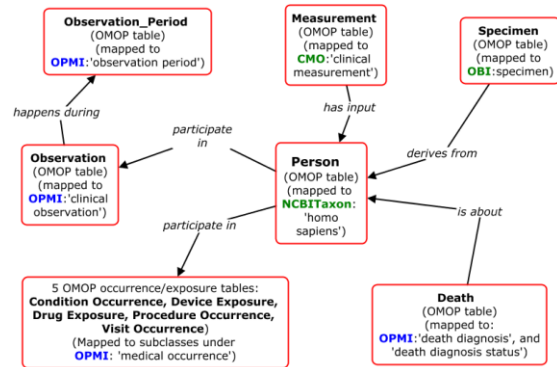 Observation_Period
(OMOP table)
(mapped to
OPMI:'observation period')
Measurement
(OMOP table)
(mapped to
CMO:'clinical
measurement')
Specimen
(OMOP table)
(mapped to
OBI:specimen)
happens during
has input
participate
in
derives from
Observation
(OMOP table)
(mapped to
OPMI:'clinical
observation')
Person
(OMOP table)
(mapped to
NCBITaxon:
'homo
sapiens')
participate in
is about
5 OMOP occurrence/exposure tables:
Condition Occurrence, Device Exposure,
Drug Exposure, Procedure Occurrence,
Visit Occurrence)
(Mapped to subclasses under
OPMI: 'medical occurrence')
Death
(OMOP table)
(mapped to:
OPMI:'death diagnosis', and
'death diagnosis status')